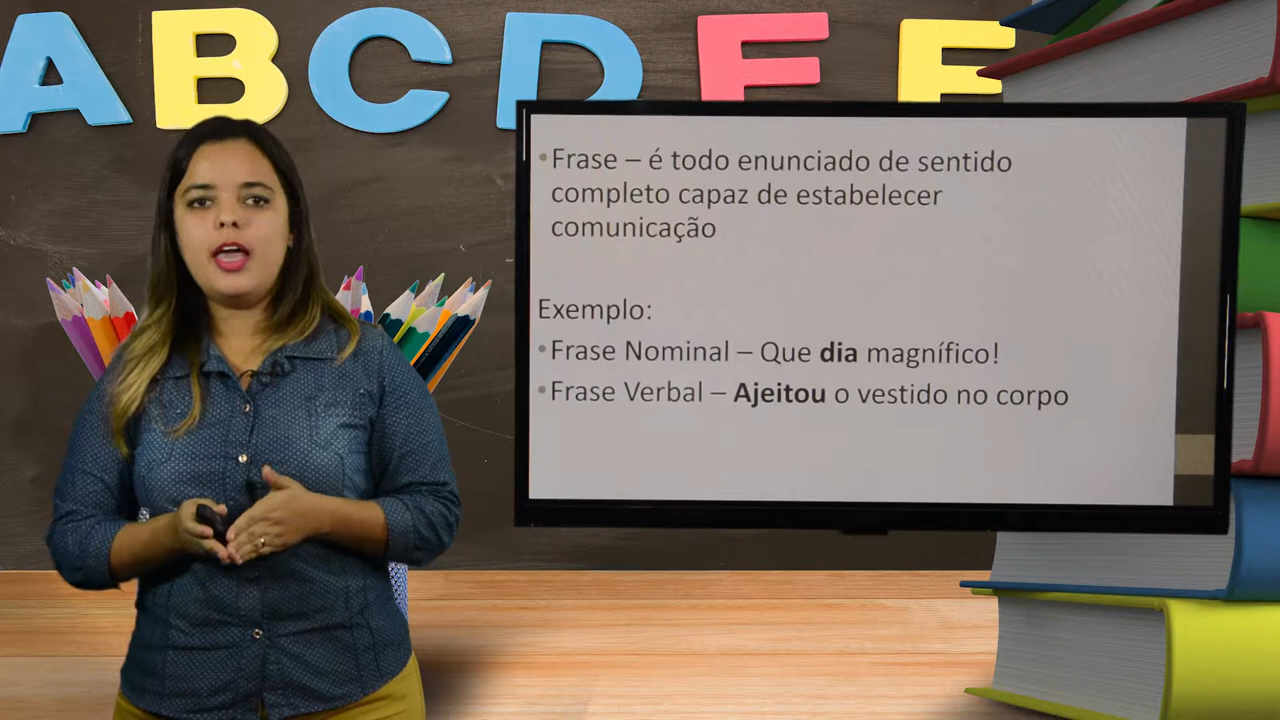 A B C D E E
•Frase – é todo enunciado de sentido
completo capaz de estabelecer
comunicação
Exemplo:
•Frase Nominal – Que dia magnífico!
•Frase Verbal – Ajeitou o vestido no corpo